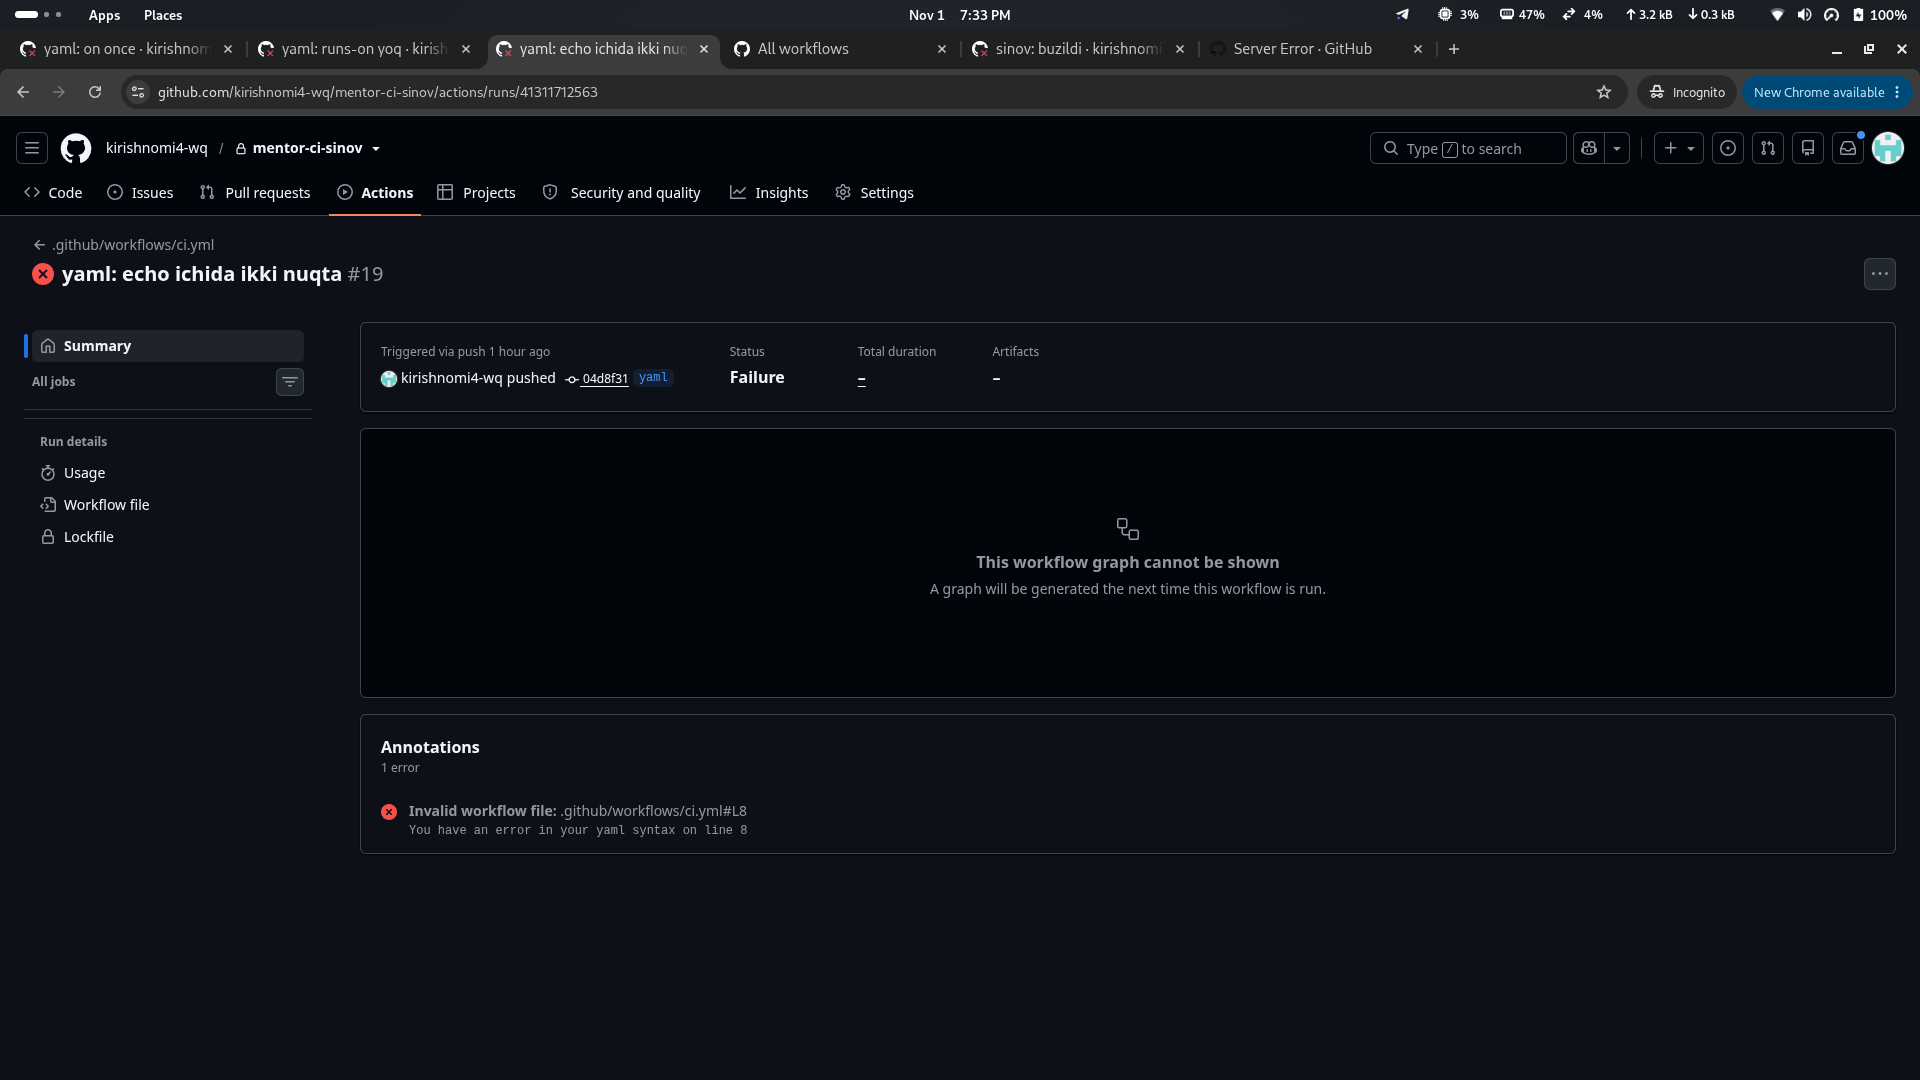 Apps Places Nov 1 7:33 PM 3% 47% 4% 3.2 kB 0.3 kB 100%
yaml: on once · kirishnom yaml: runs-on yoq · kirish yaml: echo ichida ikki nuq All workflows sinov: buzildi · kirishnomi Server Error · GitHub
github.com/kirishnomi4-wq/mentor-ci-sinov/actions/runs/41311712563 Incognito New Chrome available
kirishnomi4-wq / mentor-ci-sinov Type / to search
Code Issues Pull requests Actions Projects Security and quality Insights Settings
.github/workflows/ci.yml
yaml: echo ichida ikki nuqta #19
Summary
All jobs
Run details
Usage
Workflow file
Lockfile
Triggered via push 1 hour ago
kirishnomi4-wq pushed 04d8f31 yaml
Status
Failure
Total duration
–
Artifacts
–
This workflow graph cannot be shown
A graph will be generated the next time this workflow is run.
Annotations
1 error
Invalid workflow file: .github/workflows/ci.yml#L8
You have an error in your yaml syntax on line 8